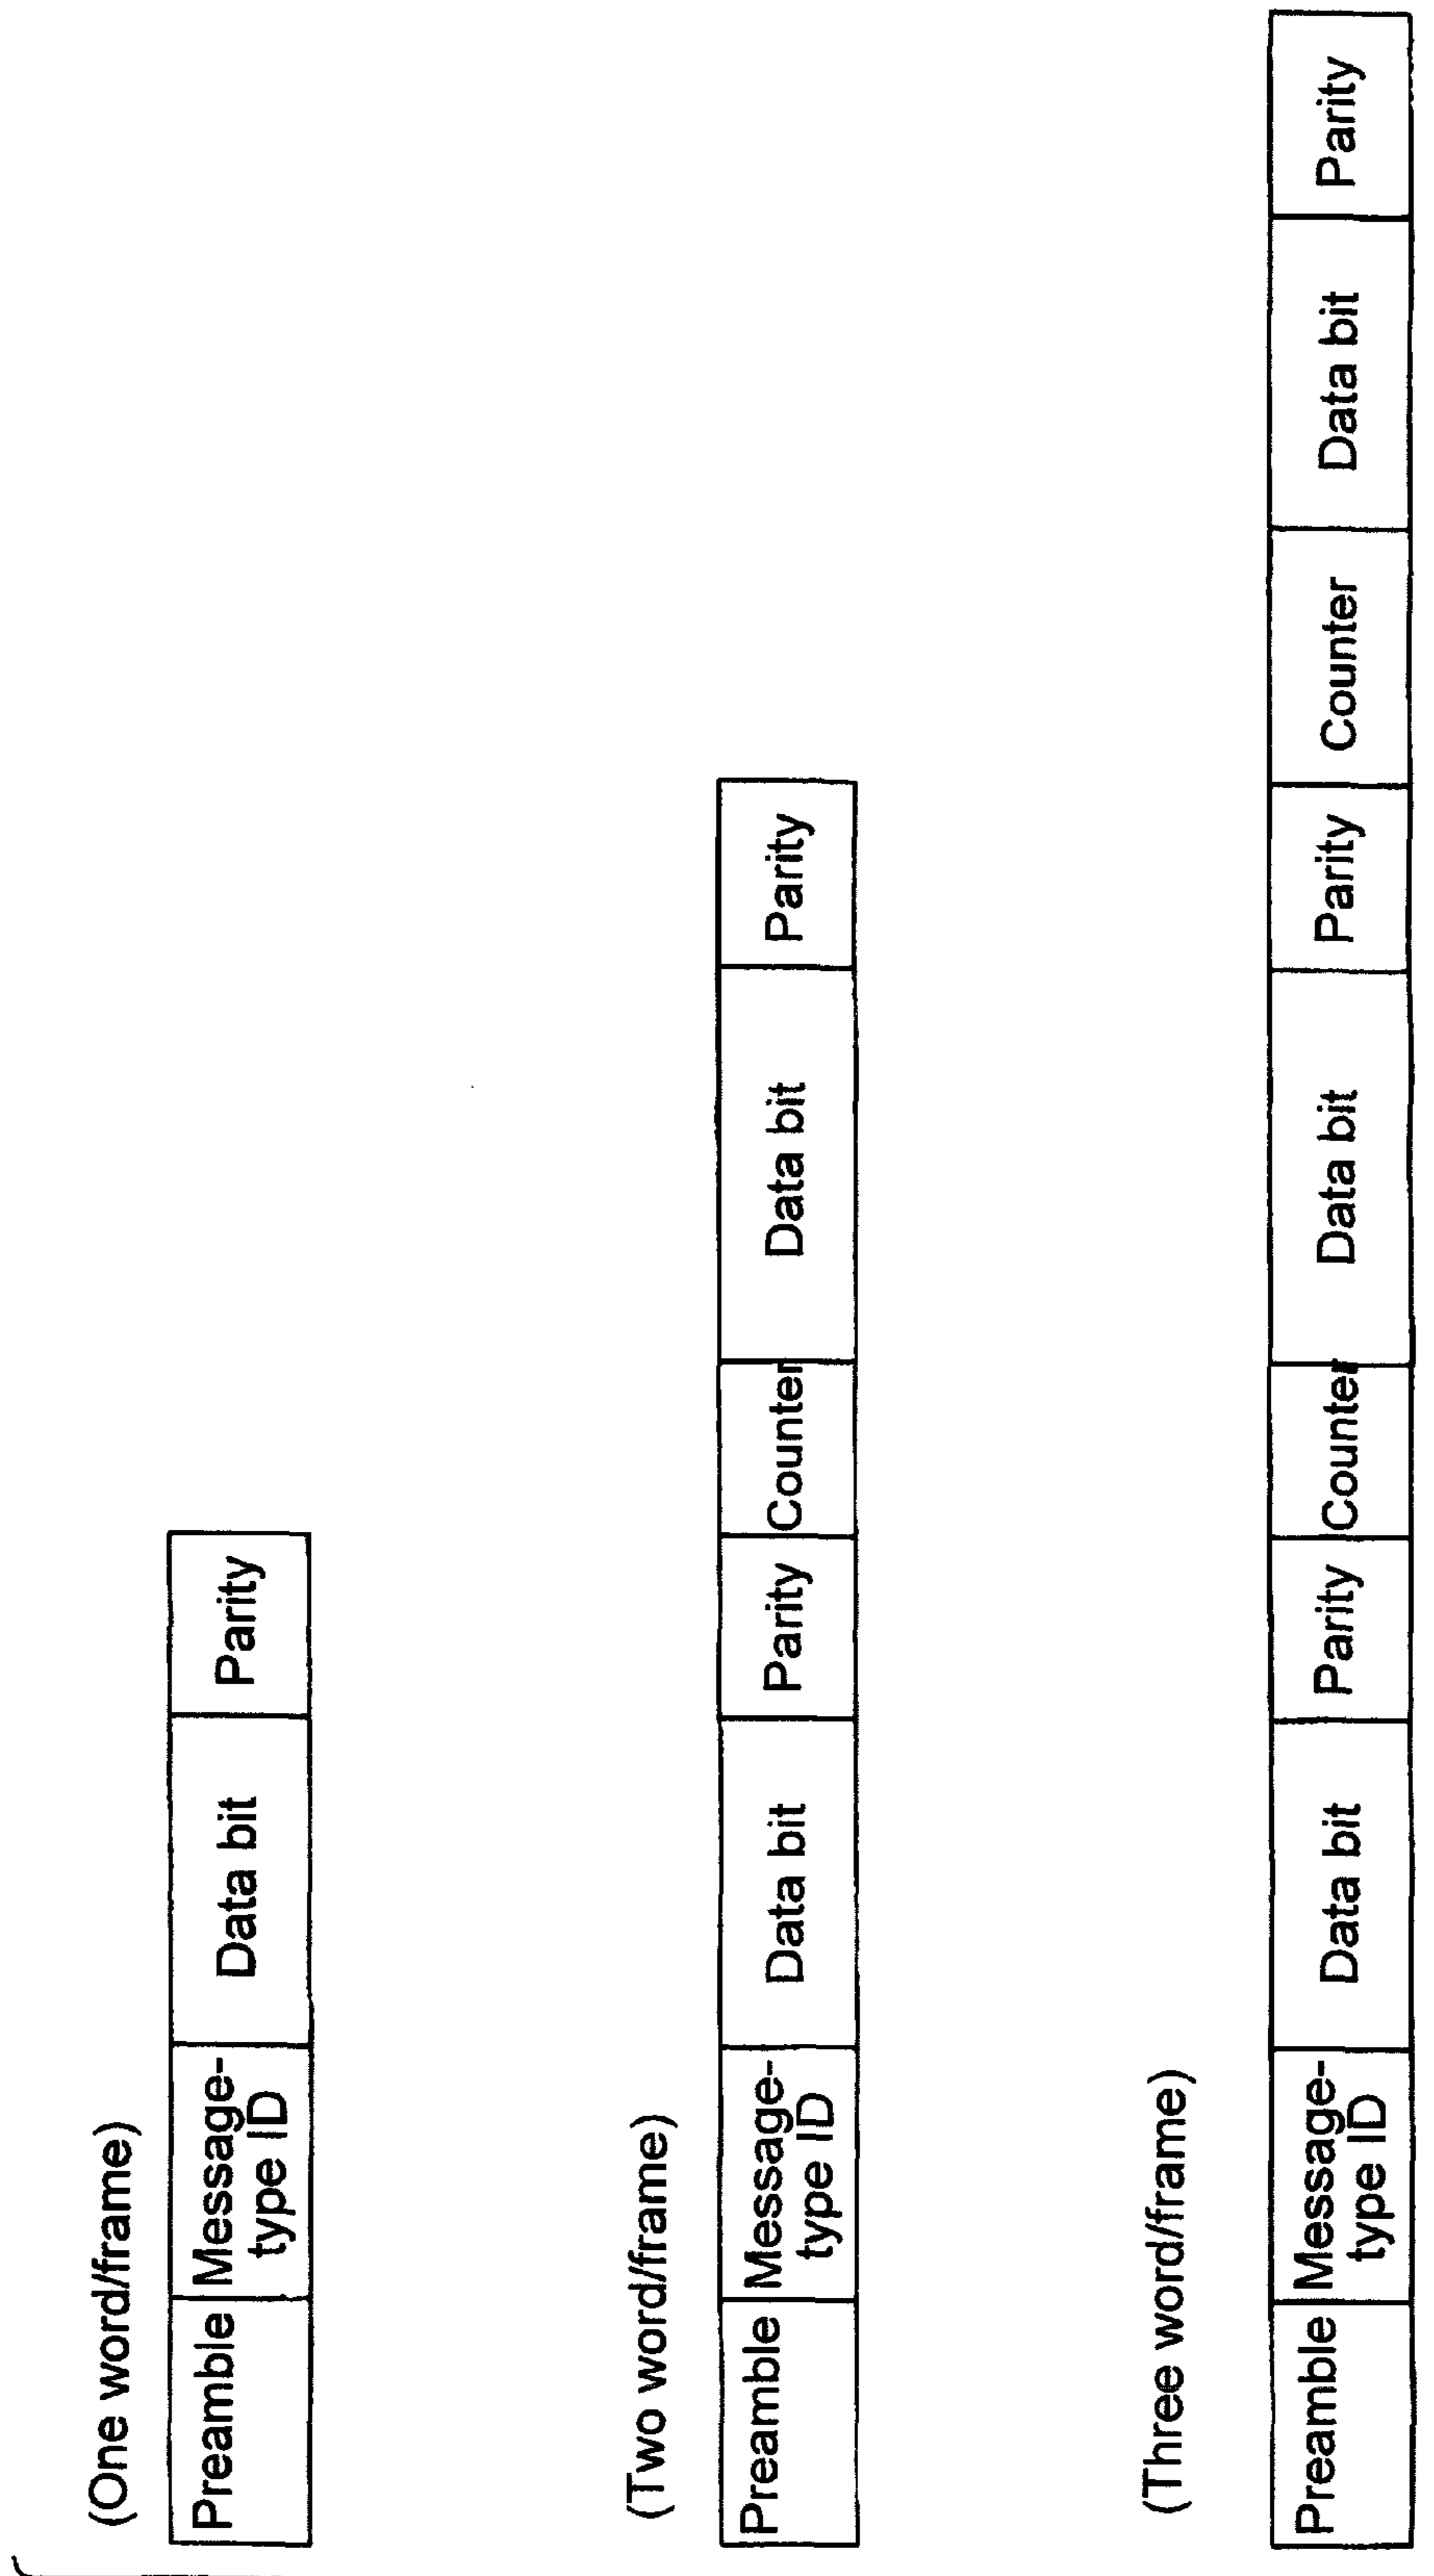 (One word/frame)
Preamble
Message-
type ID
Data bit
Parity
(Two word/frame)
Preamble
Message-
type ID
Data bit
Parity
Counter
Data bit
Parity
(Three word/frame)
Preamble
Message-
type ID
Data bit
Parity
Counter
Data bit
Parity
Counter
Data bit
Parity